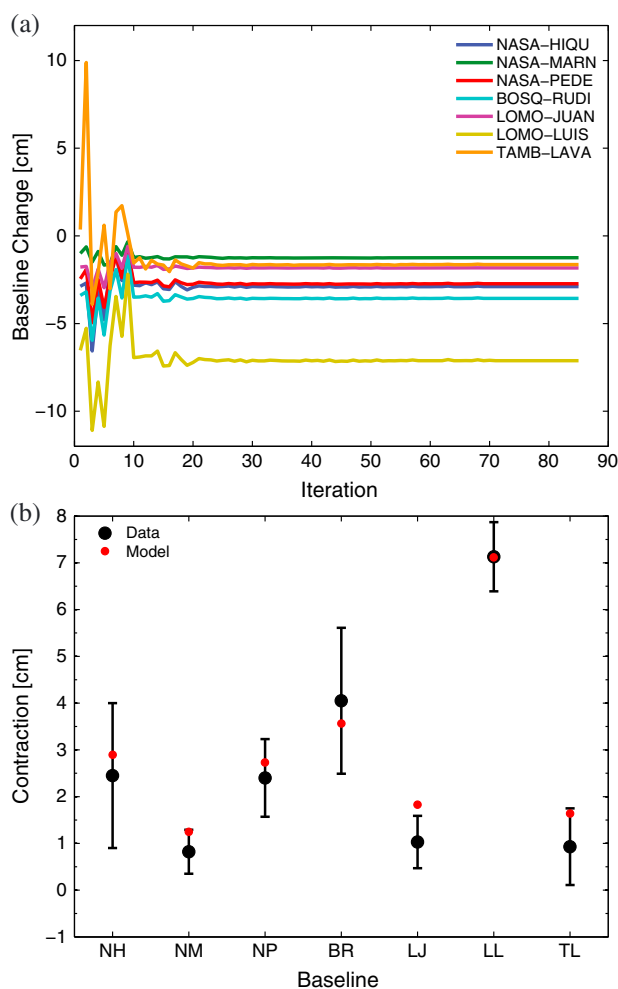 (a)
10
5
0
−5
−10
Baseline Change [cm]
NASA−HIQU
NASA−MARN
NASA−PEDE
BOSQ−RUDI
LOMO−JUAN
LOMO−LUIS
TAMB−LAVA
0 10 20 30 40 50 60 70 80 90
Iteration
(b)
8
7
6
5
4
3
2
1
0
−1
Contraction [cm]
Data
Model
NH NM NP BR LJ LL TL
Baseline